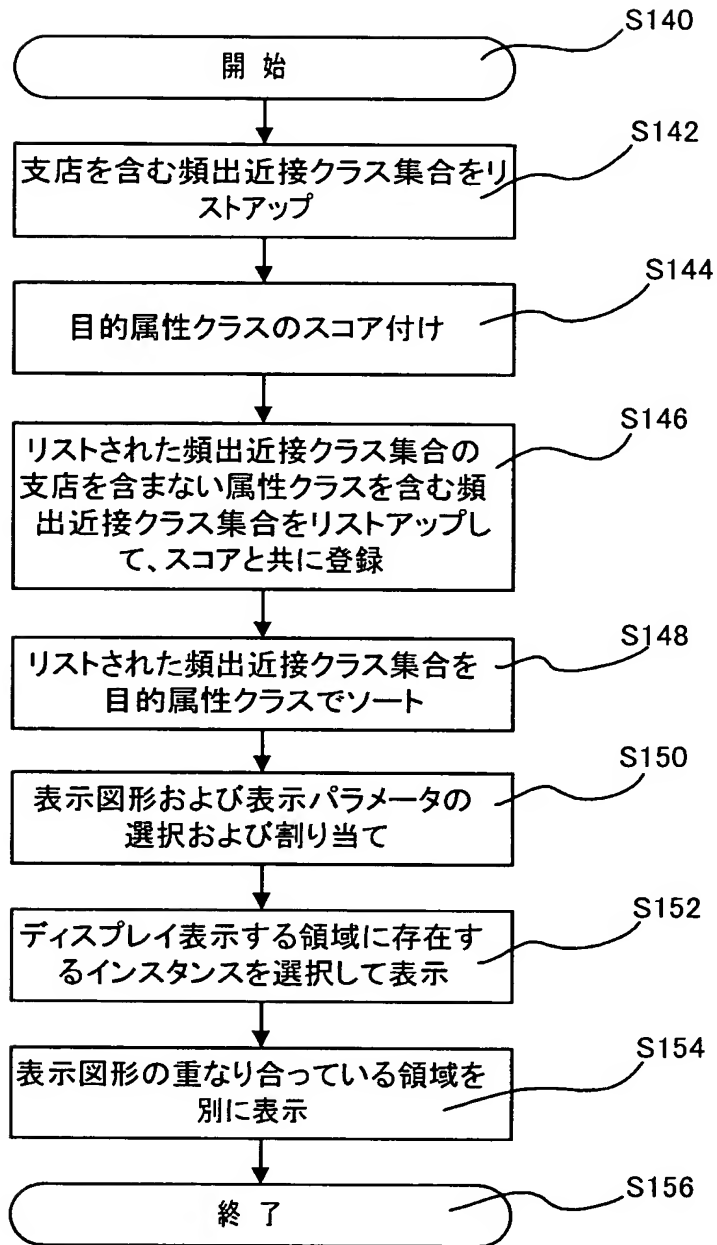 S140
開 始
S142
支店を含む頻出近接クラス集合をリ
ストアップ
S144
目的属性クラスのスコア付け
S146
リストされた頻出近接クラス集合の
支店を含まない属性クラスを含む頻
出近接クラス集合をリストアップし
て、スコアと共に登録
S148
リストされた頻出近接クラス集合を
目的属性クラスでソート
S150
表示図形および表示パラメータの
選択および割り当て
S152
ディスプレイ表示する領域に存在す
るインスタンスを選択して表示
S154
表示図形の重なり合っている領域を
別に表示
S156
終 了